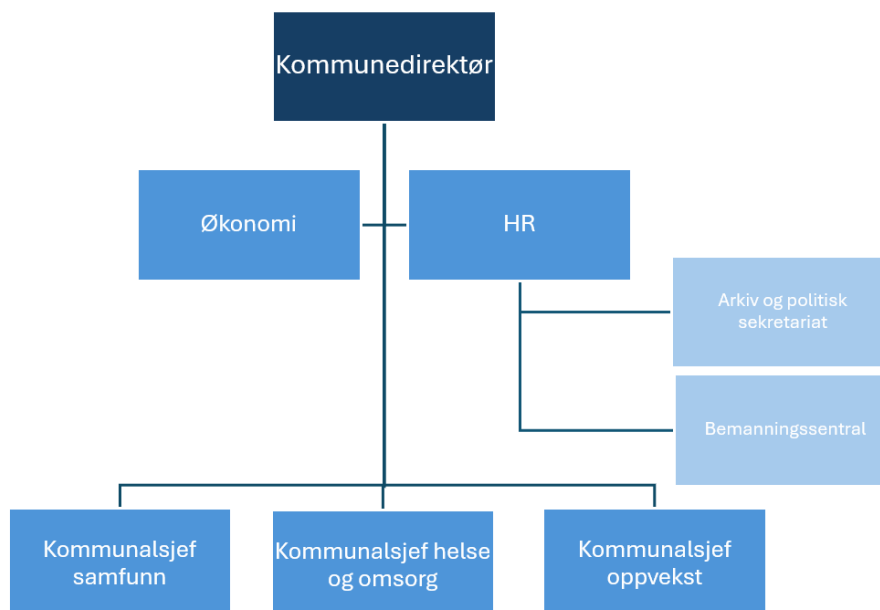 Kommunedirektør
Økonomi
HR
Arkiv og politisk
sekretariat
Bemanningssentral
Kommunalsjef
samfunn
Kommunalsjef helse
og omsorg
Kommunalsjef
oppvekst